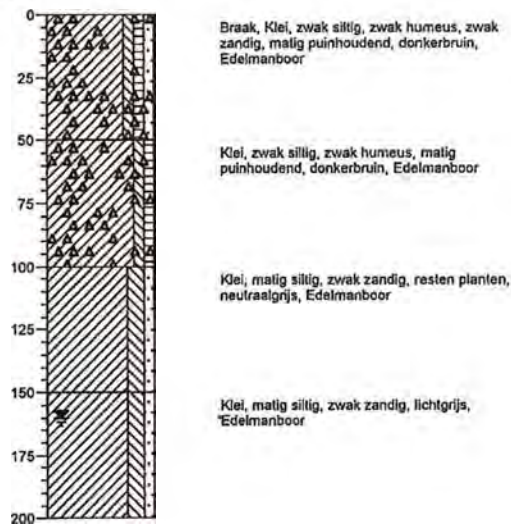 0
Braak, Klei, zwak siltig, zwak humeus, zwak
zandig, matig puinhoudend, donkerbruin,
Edelmanboor
25
50
Klei, zwak siltig, zwak humeus, matig
puinhoudend, donkerbruin, Edelmanboor
75
100
Klei, matig siltig, zwak zandig, resten planten,
neutraalgrijs, Edelmanboor
125
150
Klei, matig siltig, zwak zandig, lichtgrijs,
Edelmanboor
175
200